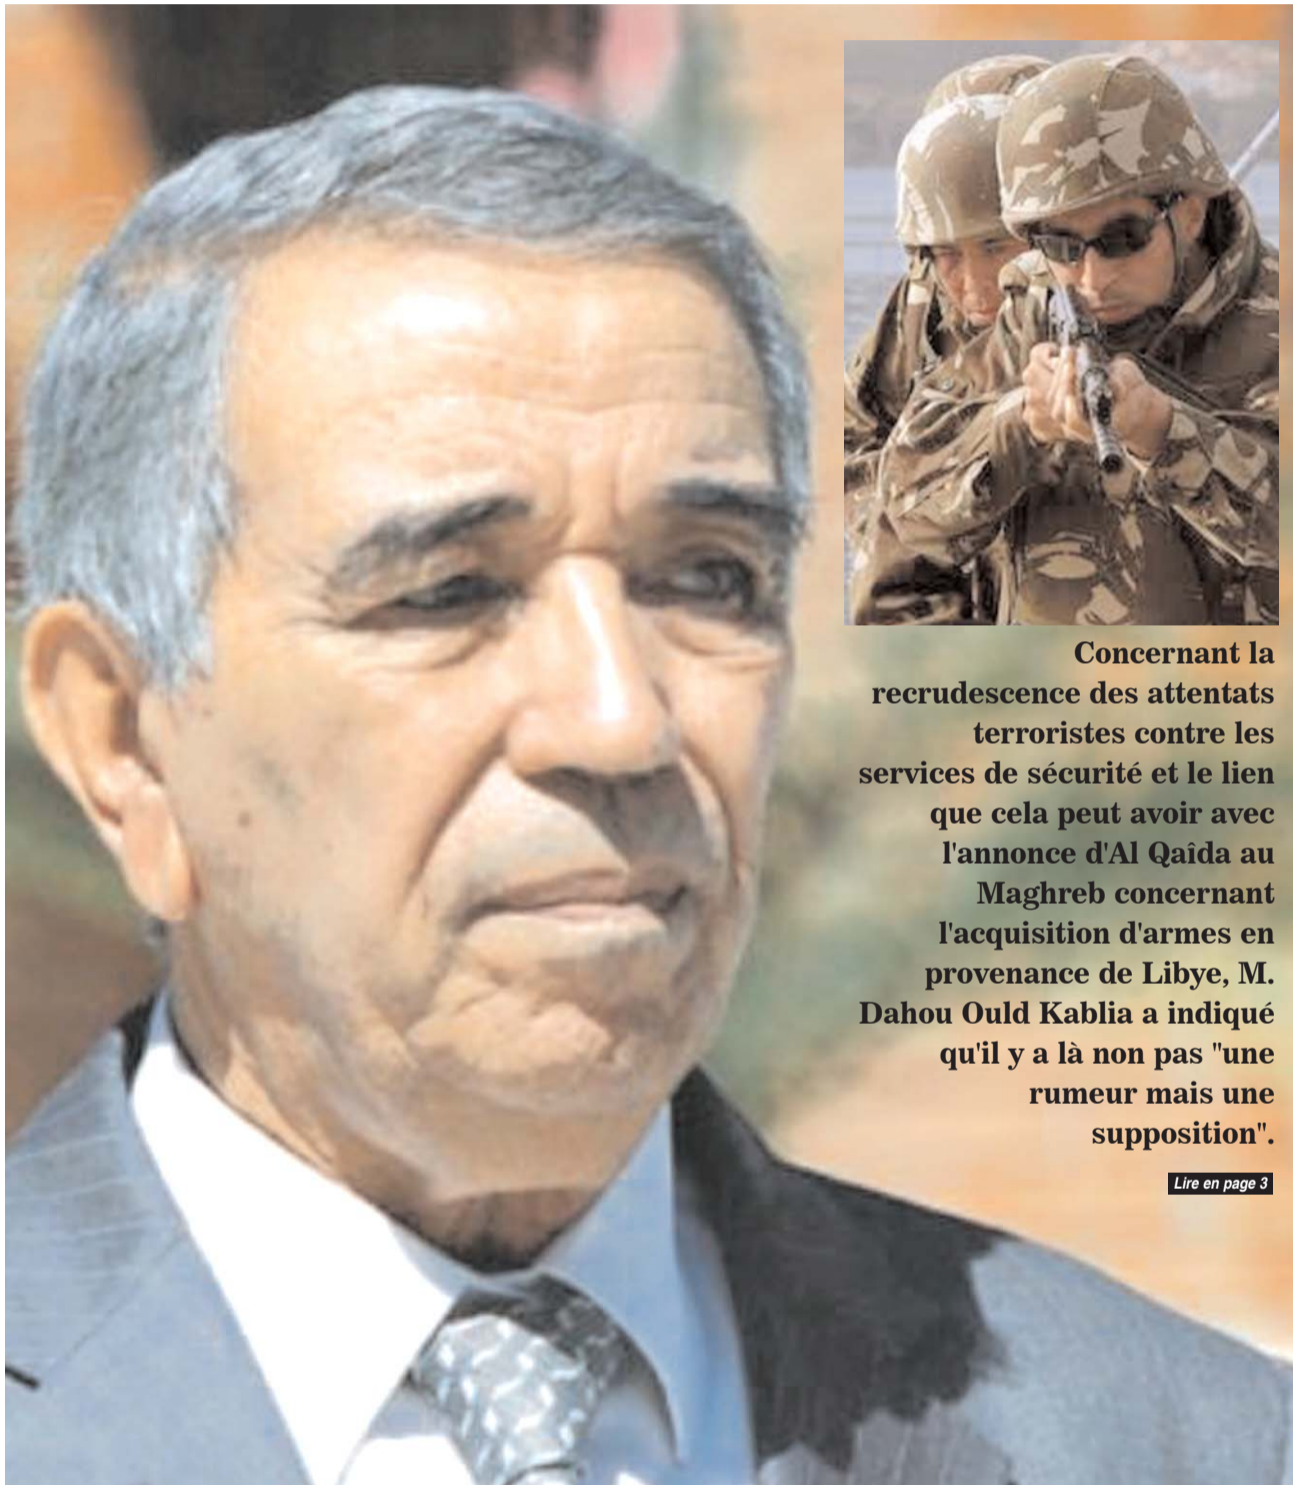 Concernant la
recrudescence des attentats
terroristes contre les
services de sécurité et le lien
que cela peut avoir avec
l'annonce d'Al Qaîda au
Maghreb concernant
l'acquisition d'armes en
provenance de Libye, M.
Dahou Ould Kablia a indiqué
qu'il y a là non pas "une
rumeur mais une
supposition".
Lire en page 3